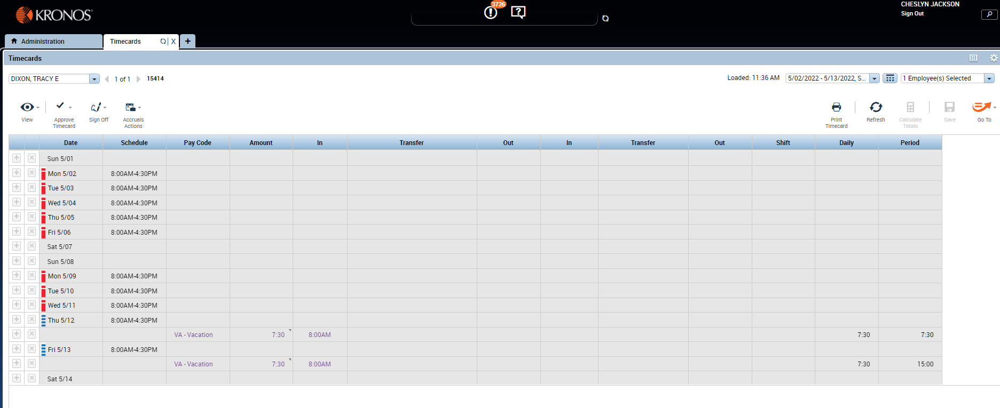 KRONOS
3726
CHESLYN JACKSON
Sign Out
Administration
Timecards
X
+
Timecards
DIXON, TRACY E
1 of 1
15414
Loaded: 11:36 AM
5/02/2022 - 5/13/2022, S...
1 Employee(s) Selected
View
Approve Timecard
Sign Off
Accruals Actions
Print Timecard
Refresh
Calculate Totals
Save
Go To
Date Schedule Pay Code Amount In Transfer Out In Transfer Out Shift Daily Period
Sun 5/01
Mon 5/02 8:00AM-4:30PM
Tue 5/03 8:00AM-4:30PM
Wed 5/04 8:00AM-4:30PM
Thu 5/05 8:00AM-4:30PM
Fri 5/06 8:00AM-4:30PM
Sat 5/07
Sun 5/08
Mon 5/09 8:00AM-4:30PM
Tue 5/10 8:00AM-4:30PM
Wed 5/11 8:00AM-4:30PM
Thu 5/12 8:00AM-4:30PM
VA - Vacation 7:30 8:00AM 7:30 7:30
Fri 5/13 8:00AM-4:30PM
VA - Vacation 7:30 8:00AM 7:30 15:00
Sat 5/14